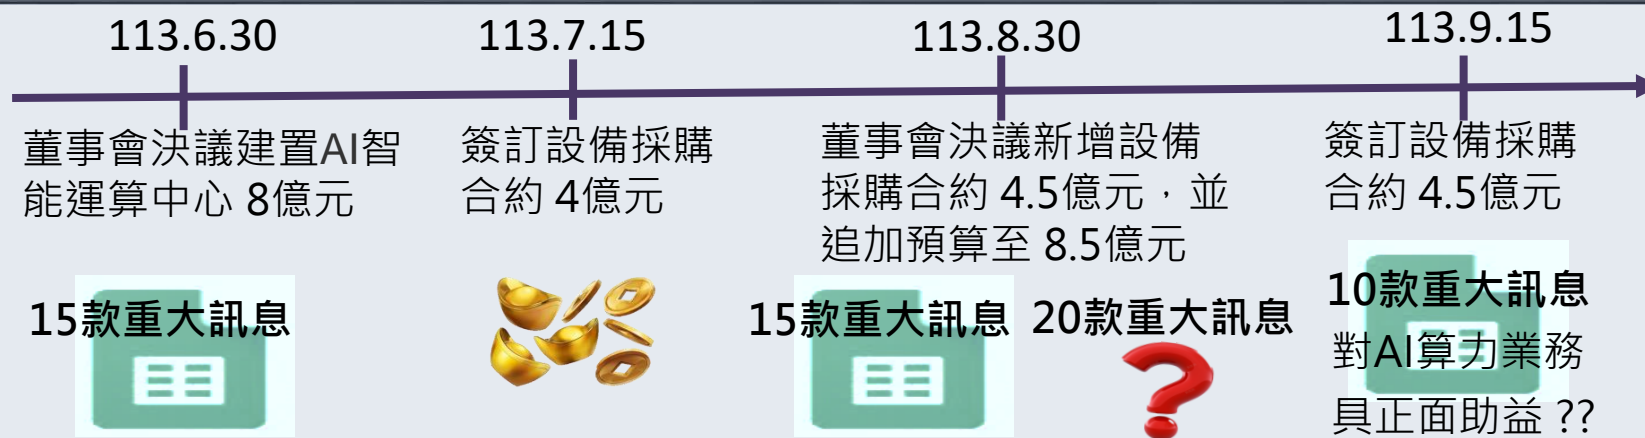 113.6.30
113.7.15
113.8.30
113.9.15
董事會決議建置AI智
能運算中心 8億元
簽訂設備採購
合約 4億元
董事會決議新增設備
採購合約 4.5億元，並
追加預算至 8.5億元
簽訂設備採購
合約 4.5億元
15款重大訊息
15款重大訊息
20款重大訊息
10款重大訊息
對AI算力業務
具正面助益 ??